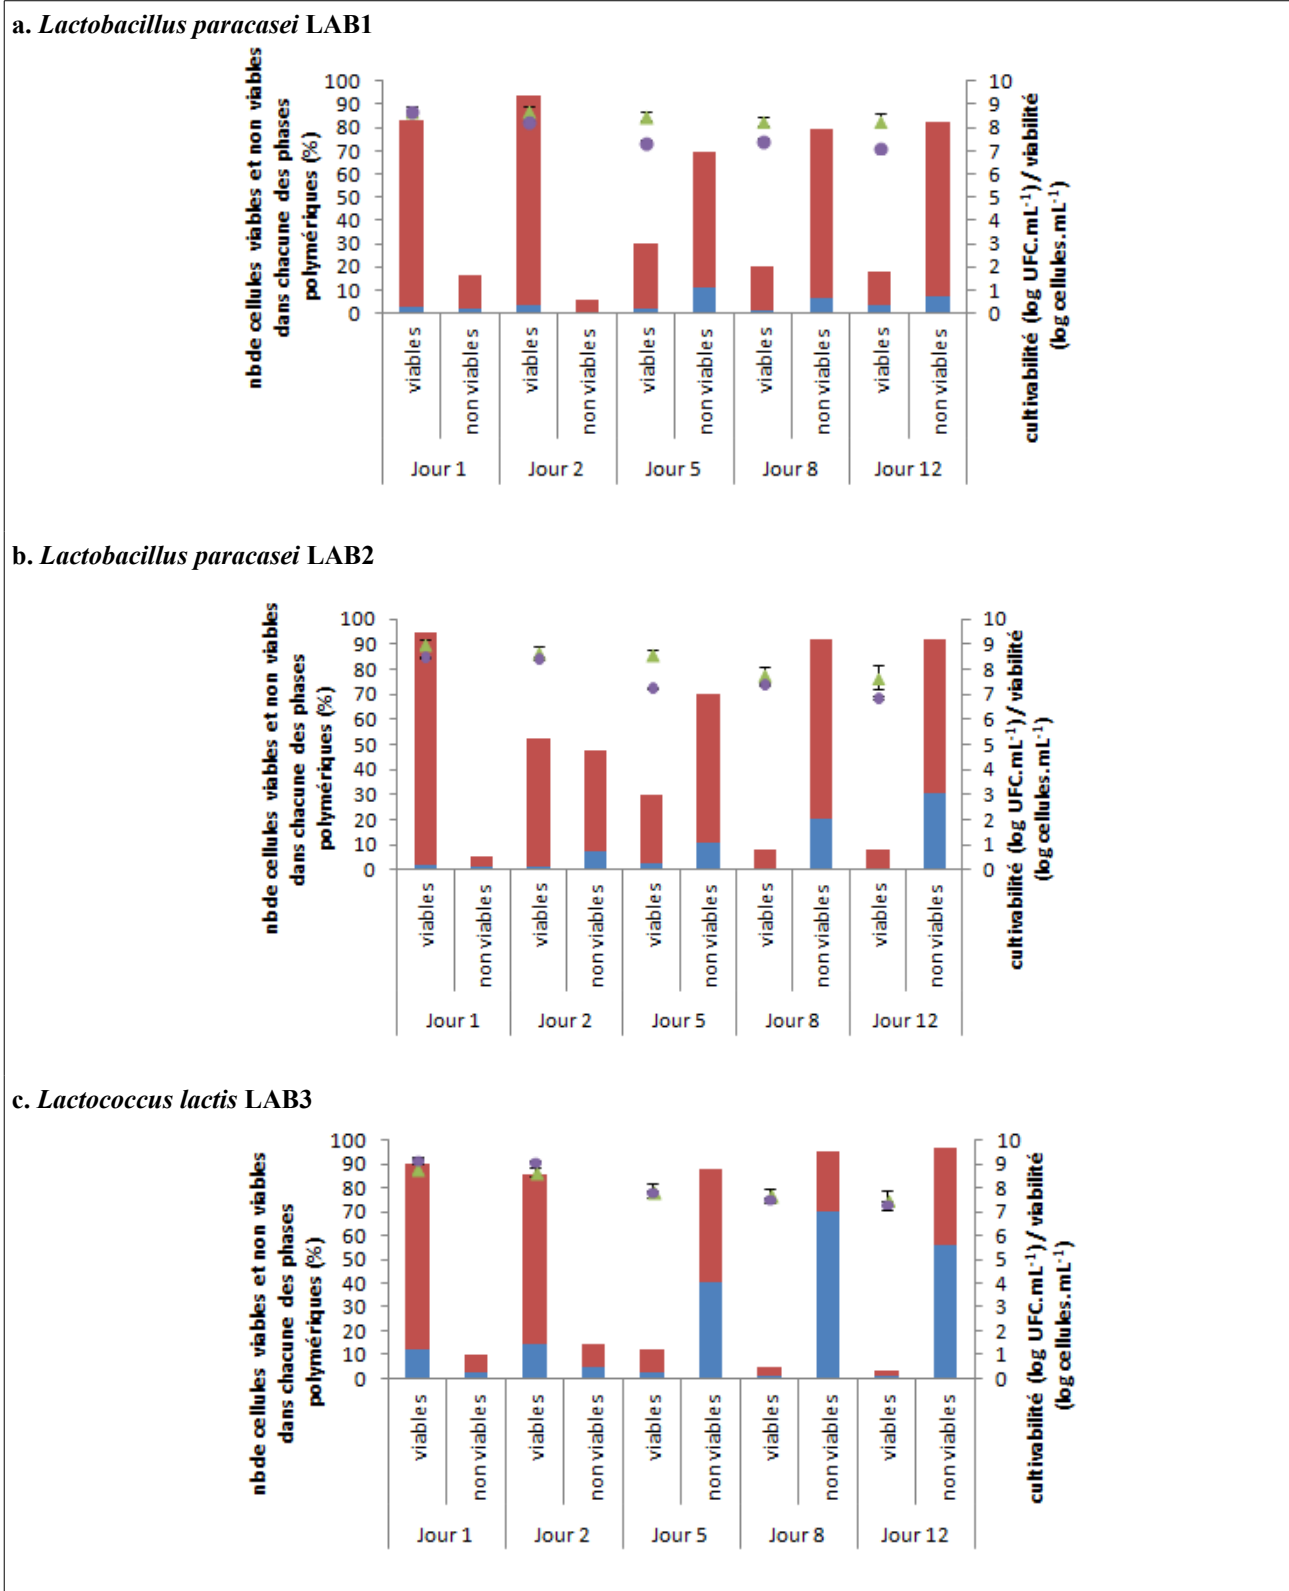 a. Lactobacillus paracasei LAB1
nbde cellules viables et non viables
dans chacune des phases
polymériques (%)
100
90
80
70
60
50
40
30
20
10
0
10
9
8
7
6
5
4
3
2
1
0
cultivabilité (log UFC.mL-1) / viabilité
(log cellules.mL-1)
viables
non viables
viables
non viables
viables
non viables
viables
non viables
viables
non viables
Jour 1
Jour 2
Jour 5
Jour 8
Jour 12
b. Lactobacillus paracasei LAB2
nbde cellules viables et non viables
dans chacune des phases
polymériques (%)
100
90
80
70
60
50
40
30
20
10
0
10
9
8
7
6
5
4
3
2
1
0
cultivabilité (log UFC.mL-1) / viabilité
(log cellules.mL-1)
viables
non viables
viables
non viables
viables
non viables
viables
non viables
viables
non viables
Jour 1
Jour 2
Jour 5
Jour 8
Jour 12
c. Lactococcus lactis LAB3
nbde cellules viables et non viables
dans chacune des phases
polymériques (%)
100
90
80
70
60
50
40
30
20
10
0
10
9
8
7
6
5
4
3
2
1
0
cultivabilité (log UFC.mL-1) / viabilité
(log cellules.mL-1)
viables
non viables
viables
non viables
viables
non viables
viables
non viables
viables
non viables
Jour 1
Jour 2
Jour 5
Jour 8
Jour 12